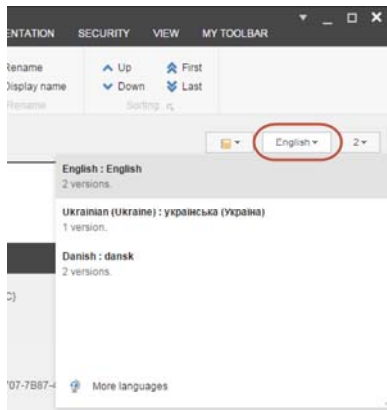 ENTATION SECURITY VIEW MY TOOLBAR
Rename Up First
Display name Down Last
Rename Sorting
English 2
English : English
2 versions.
Ukrainian (Ukraine) : українська (Україна)
1 version.
Danish : dansk
2 versions.
C}
707-7B87-
More languages